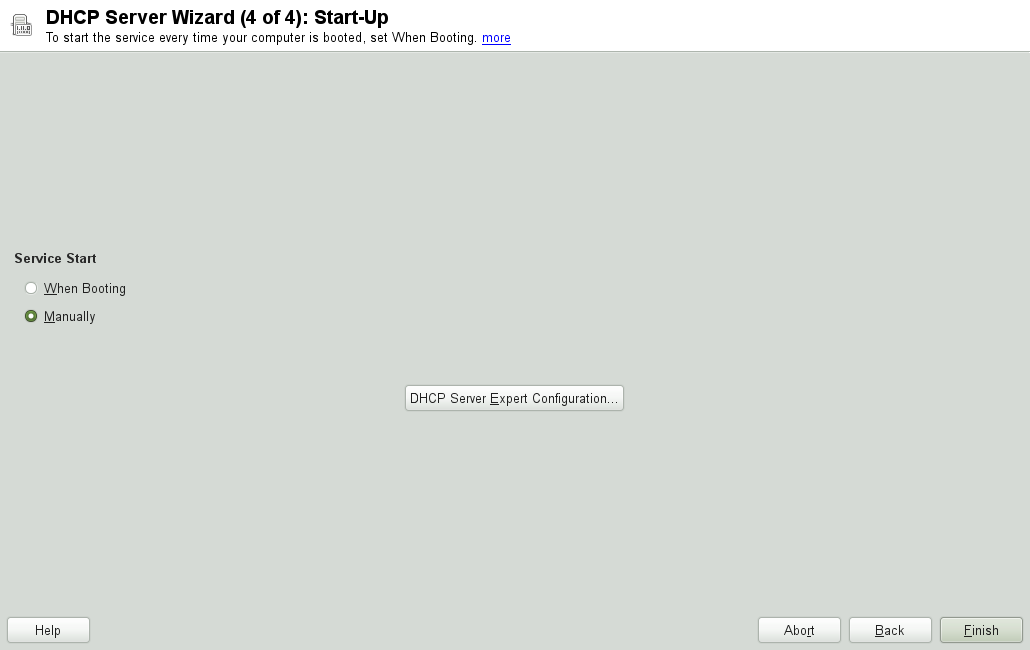 DHCP Server Wizard (4 of 4): Start-Up
To start the service every time your computer is booted, set When Booting. more
Service Start
When Booting
Manually
DHCP Server Expert Configuration...
Help
Abort
Back
Finish